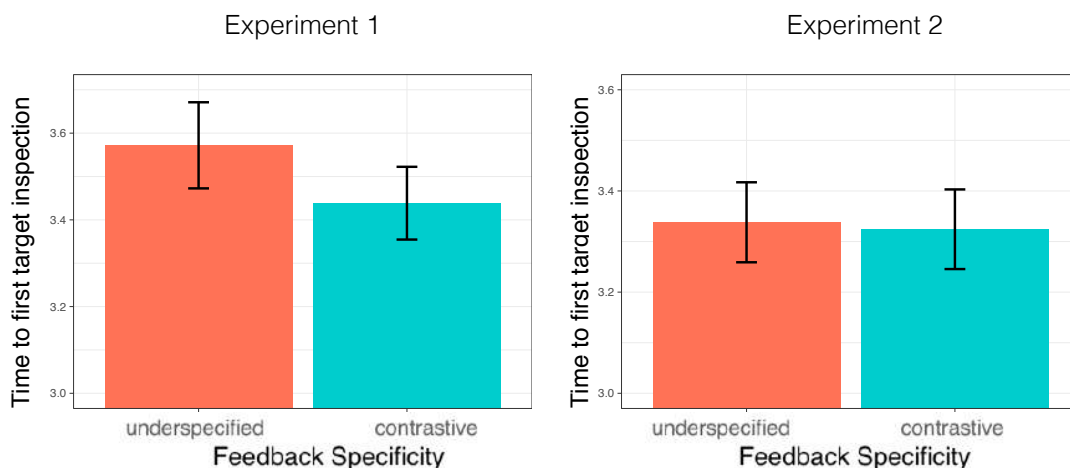 Experiment 1
Time to first target inspection
3.6
3.4
3.2
3.0
underspecified contrastive
Feedback Specificity
Experiment 2
Time to first target inspection
3.6
3.4
3.2
3.0
underspecified contrastive
Feedback Specificity